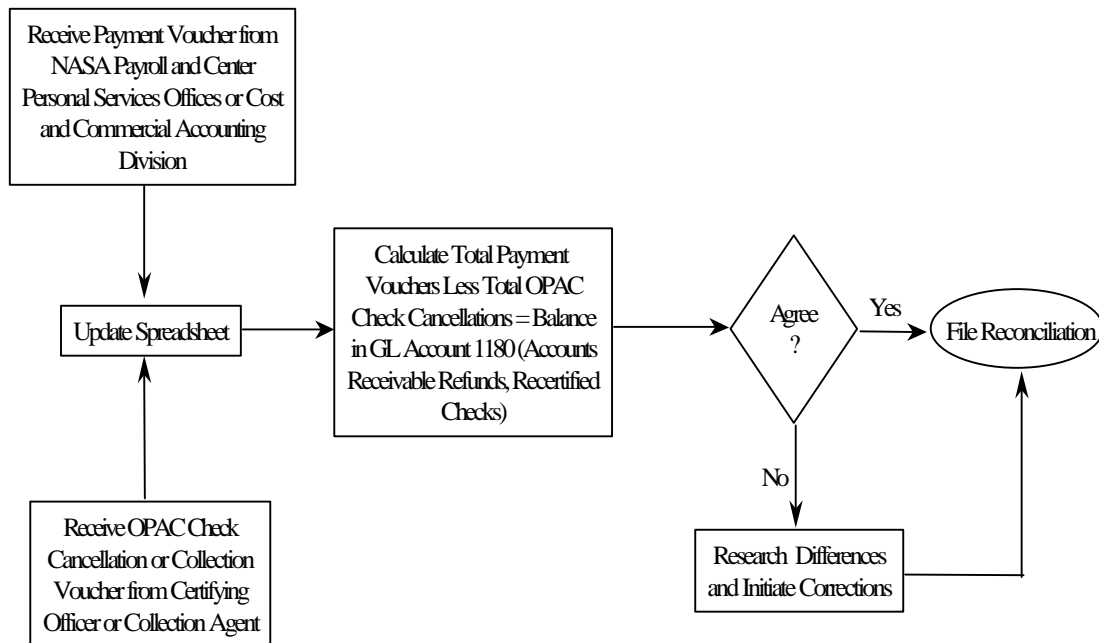 Receive Payment Voucher from
NASA Payroll and Center
Personal Services Offices or Cost
and Commercial Accounting
Division
Update Spreadsheet
Receive OPAC Check
Cancellation or Collection
Voucher from Certifying
Officer or Collection Agent
Calculate Total Payment
Vouchers Less Total OPAC
Check Cancellations = Balance
in GL Account 1180 (Accounts
Receivable Refunds, Recertified
Checks)
Agree
?
Yes
File Reconciliation
No
Research Differences
and Initiate Corrections